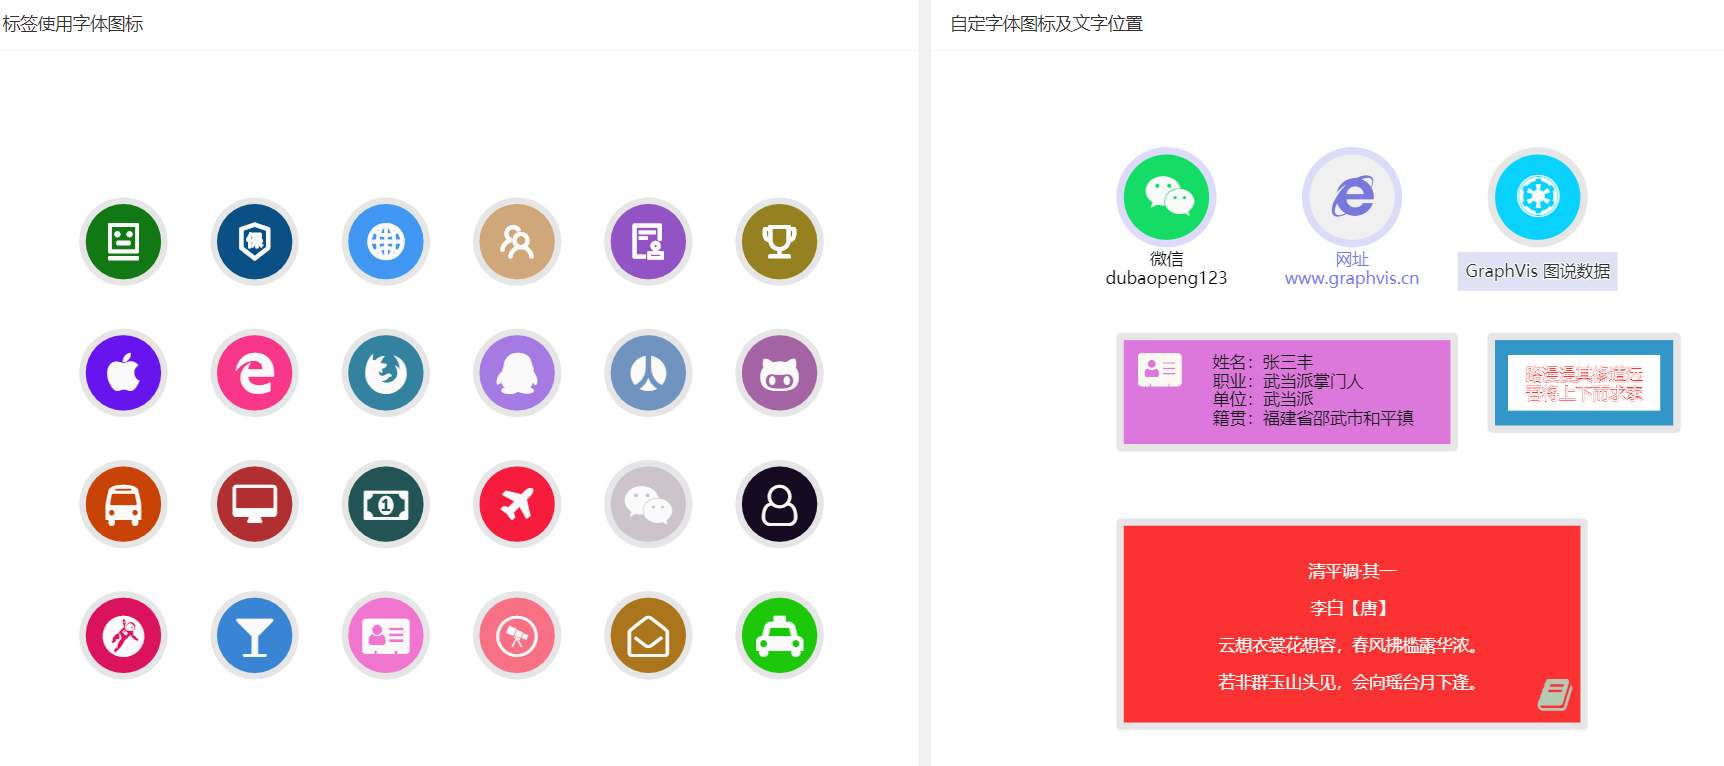 标签使用字体图标
自定字体图标及文字位置
保
1
微信
dubaopeng123
网址
www.graphvis.cn
GraphVis 图说数据
姓名：张三丰
职业：武当派掌门人
单位：武当派
籍贯：福建省邵武市和平镇
路漫漫其修道远
吾将上下而求索
清平调·其一
李白【唐】
云想衣裳花想容，春风拂槛露华浓。
若非群玉山头见，会向瑶台月下逢。